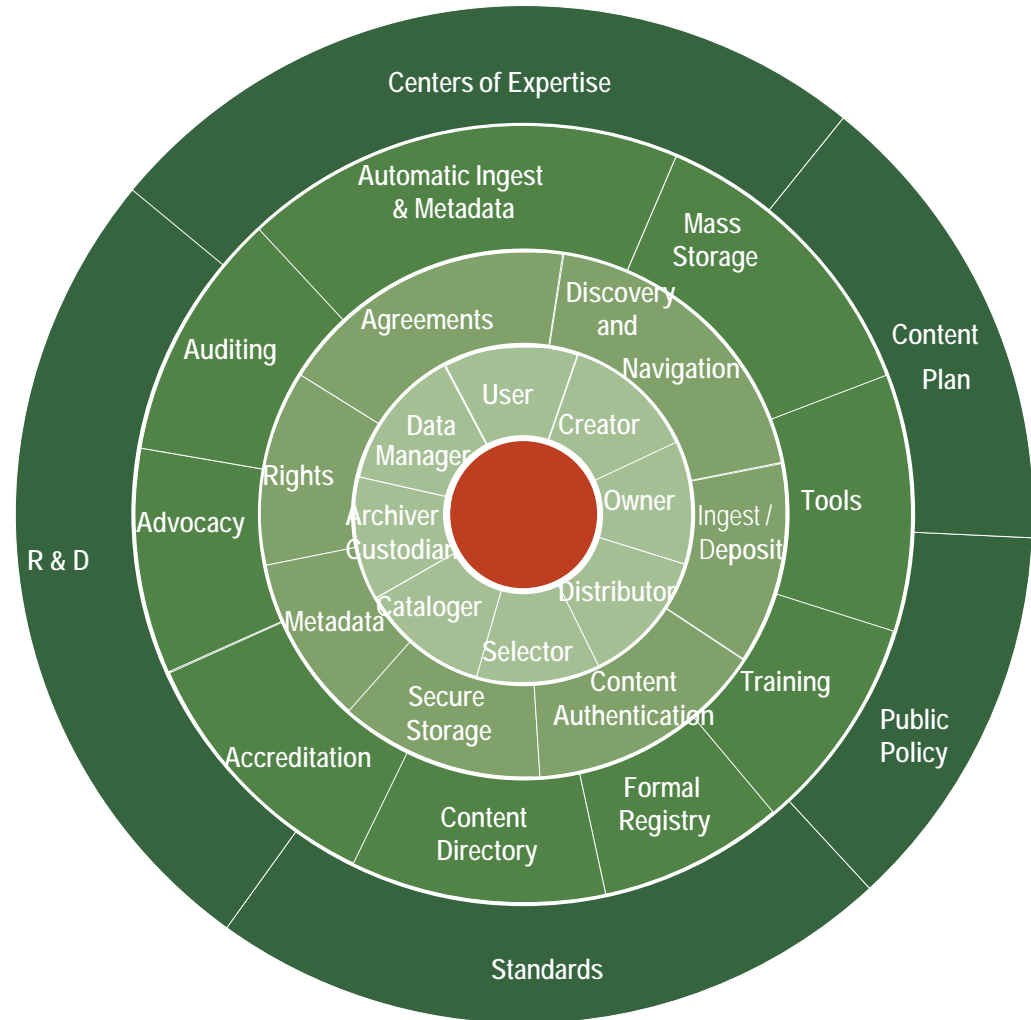 Centers of Expertise
Automatic Ingest
& Metadata
Mass
Storage
Discovery
and
Navigation
Agreements
Content
Plan
Auditing
User
Creator
Data
Manager
Rights
Owner
Tools
Ingest /
Deposit
Archiver
Custodian
Advocacy
R & D
Distributor
Cataloger
Metadata
Selector
Content
Authentication
Training
Secure
Storage
Public
Policy
Accreditation
Formal
Registry
Content
Directory
Standards